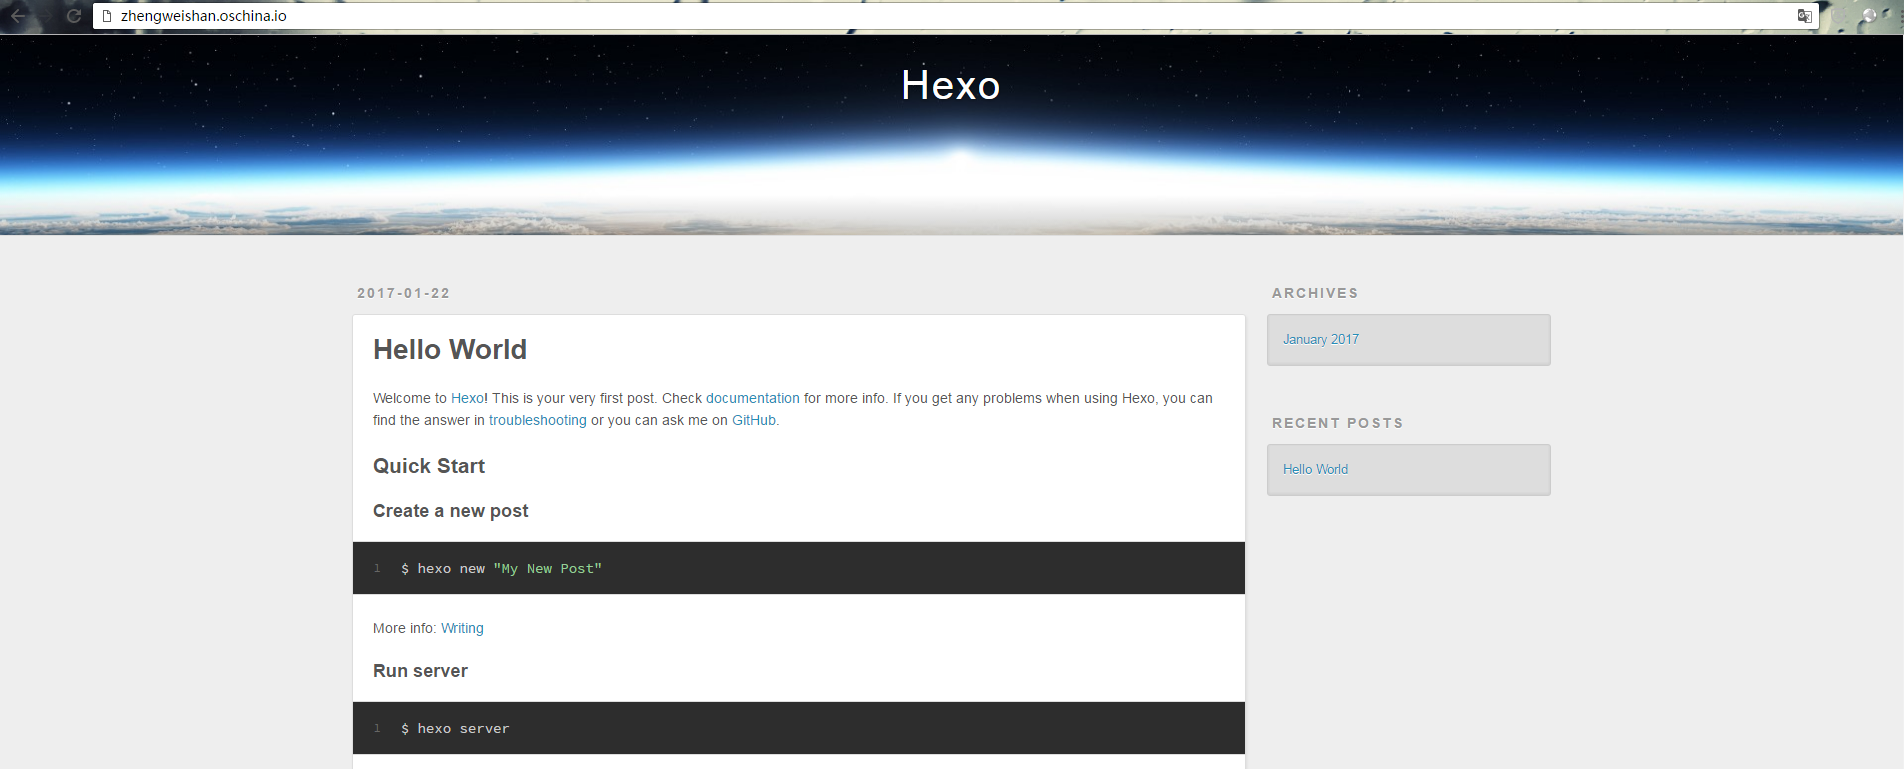 zhengweishan.oschina.io
Hexo
2017-01-22
Hello World
Welcome to Hexo! This is your very first post. Check documentation for more info. If you get any problems when using Hexo, you can
find the answer in troubleshooting or you can ask me on GitHub.
Quick Start
Create a new post
1 $ hexo new "My New Post"
More info: Writing
Run server
1 $ hexo server
ARCHIVES
January 2017
RECENT POSTS
Hello World